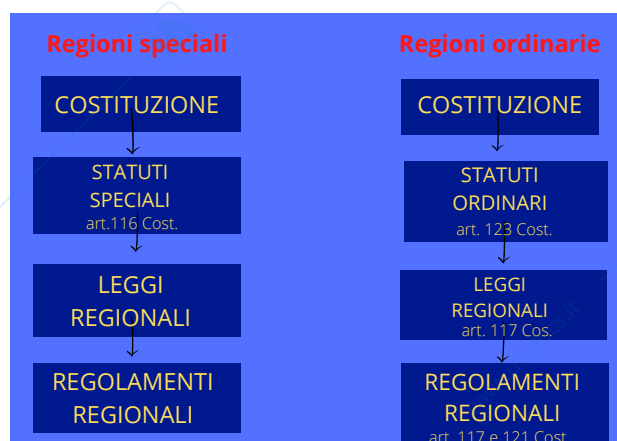 Regioni speciali
COSTITUZIONE
STATUTI
SPECIALI
art.116 Cost.
LEGGI
REGIONALI
REGOLAMENTI
REGIONALI
Regioni ordinarie
COSTITUZIONE
STATUTI
ORDINARI
art. 123 Cost.
LEGGI
REGIONALI
art. 117 Cos.
REGOLAMENTI
REGIONALI
art. 117 e 121 Cost.